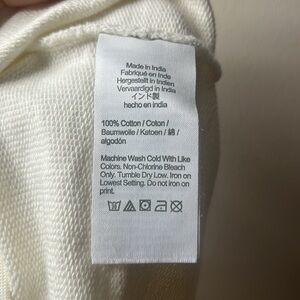 Made in India
Fabriqué en Inde
Hergestellt in Indien
Vervaardigd in India
インド製
hecho en india
100% Cotton / Coton /
Baumwolle / Katoen / 綿 /
algodón
Machine Wash Cold With Like
Colors. Non-Chlorine Bleach
Only. Tumble Dry Low. Iron on
Lowest Setting. Do not iron on
print.